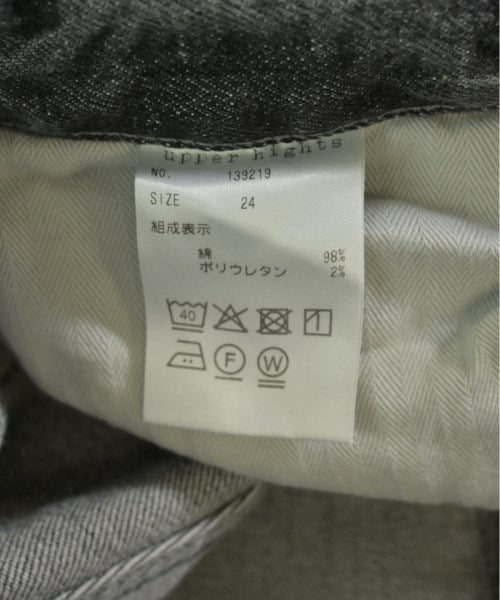 upper hights
NO. 139219
SIZE 24
組成表示
綿 98%
ポリウレタン 2%
40
F W